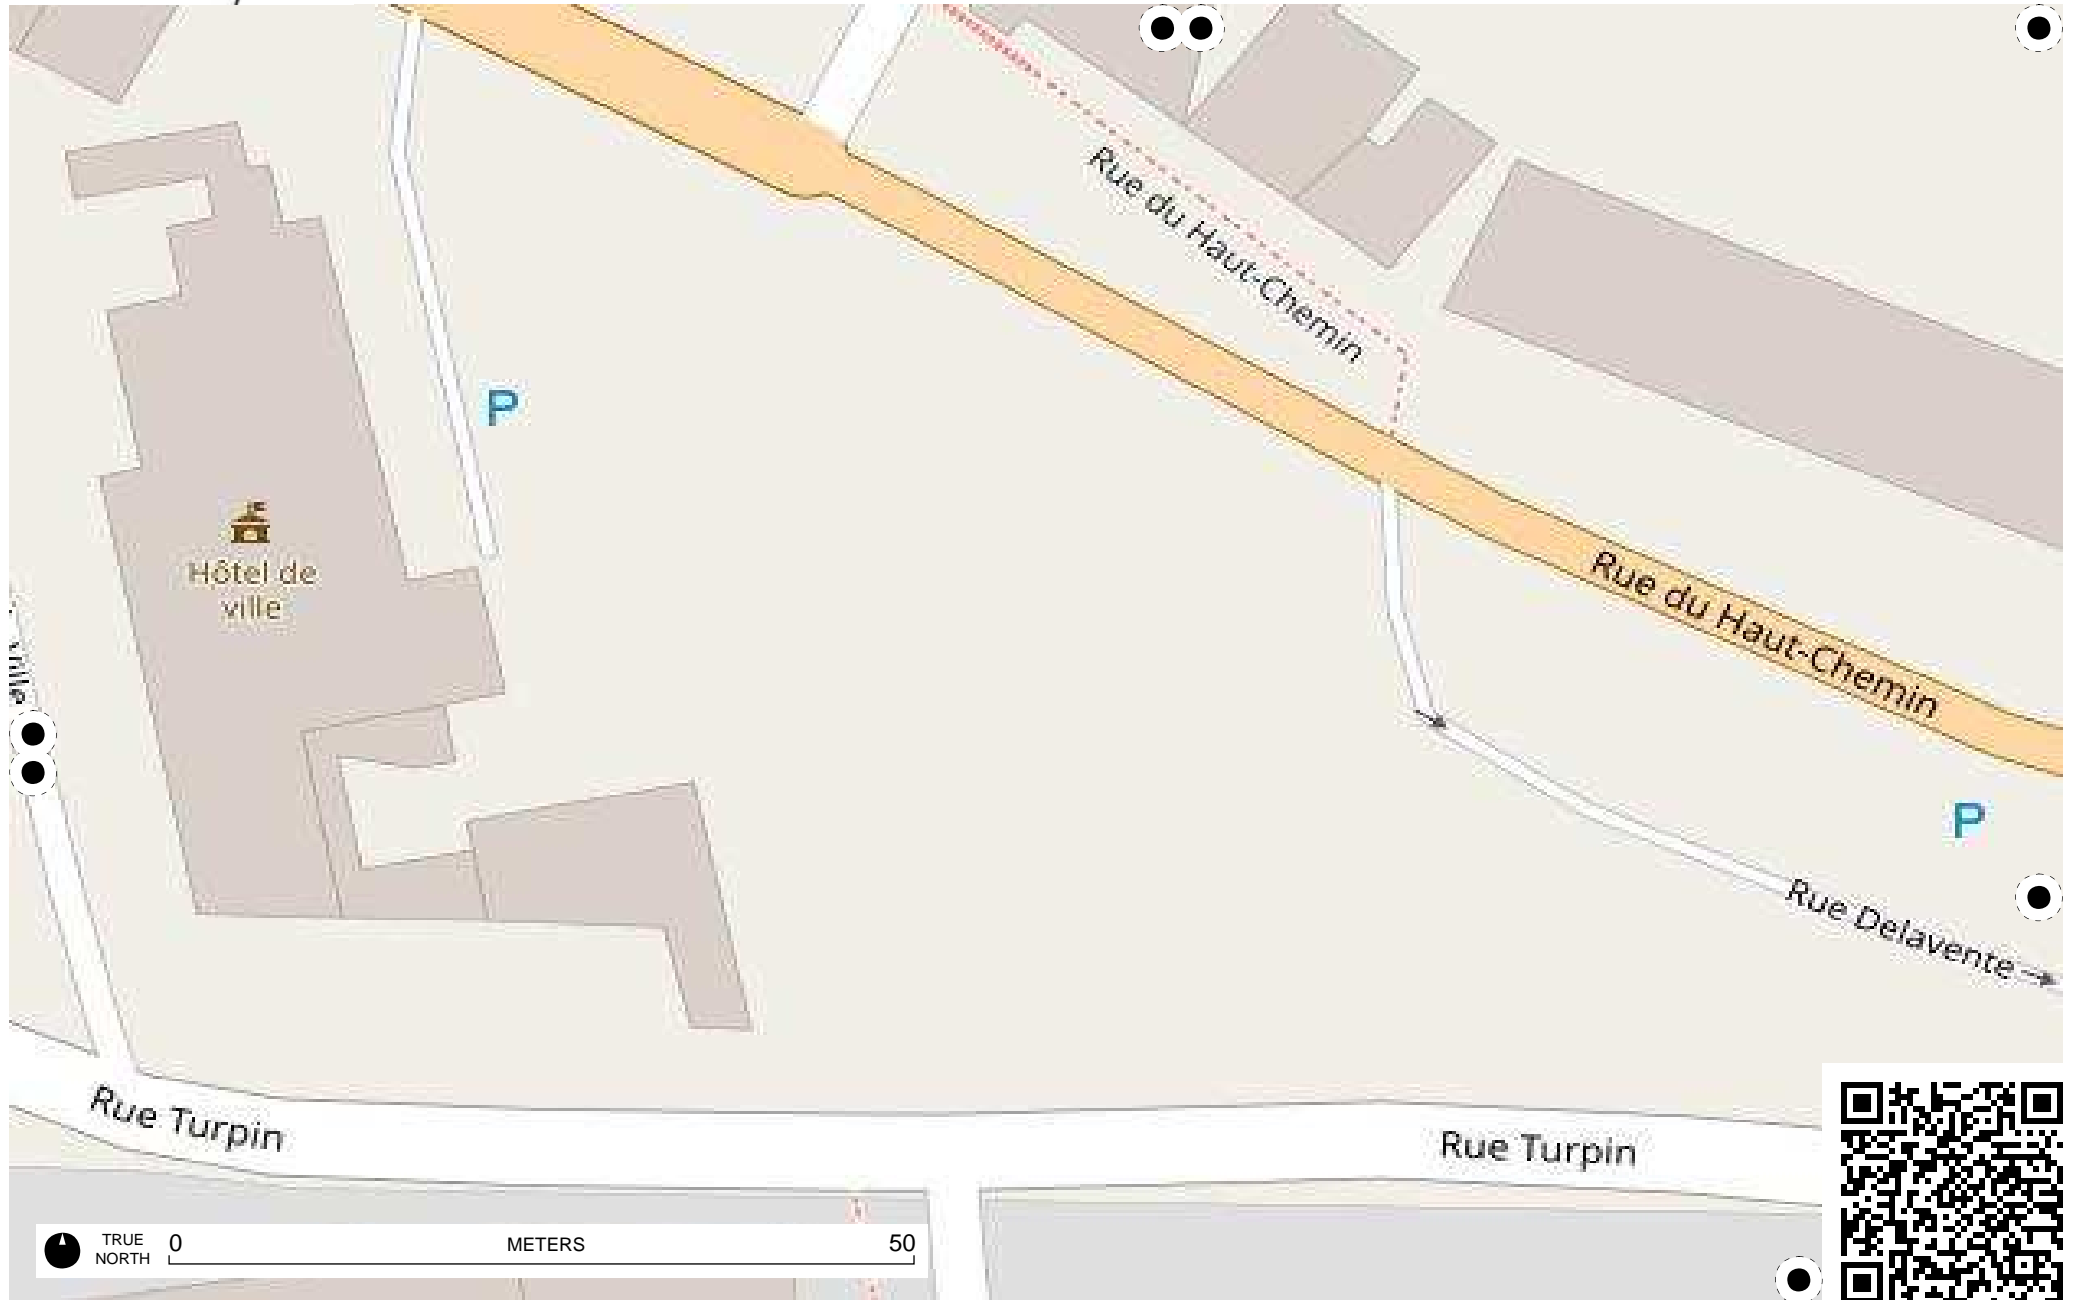 Rue du Haut-Chemin
P
Hôtel de
ville
Rue du Haut-Chemin
ville
P
Rue Delavente
Rue Turpin
Rue Turpin
TRUE
NORTH
0
METERS
50